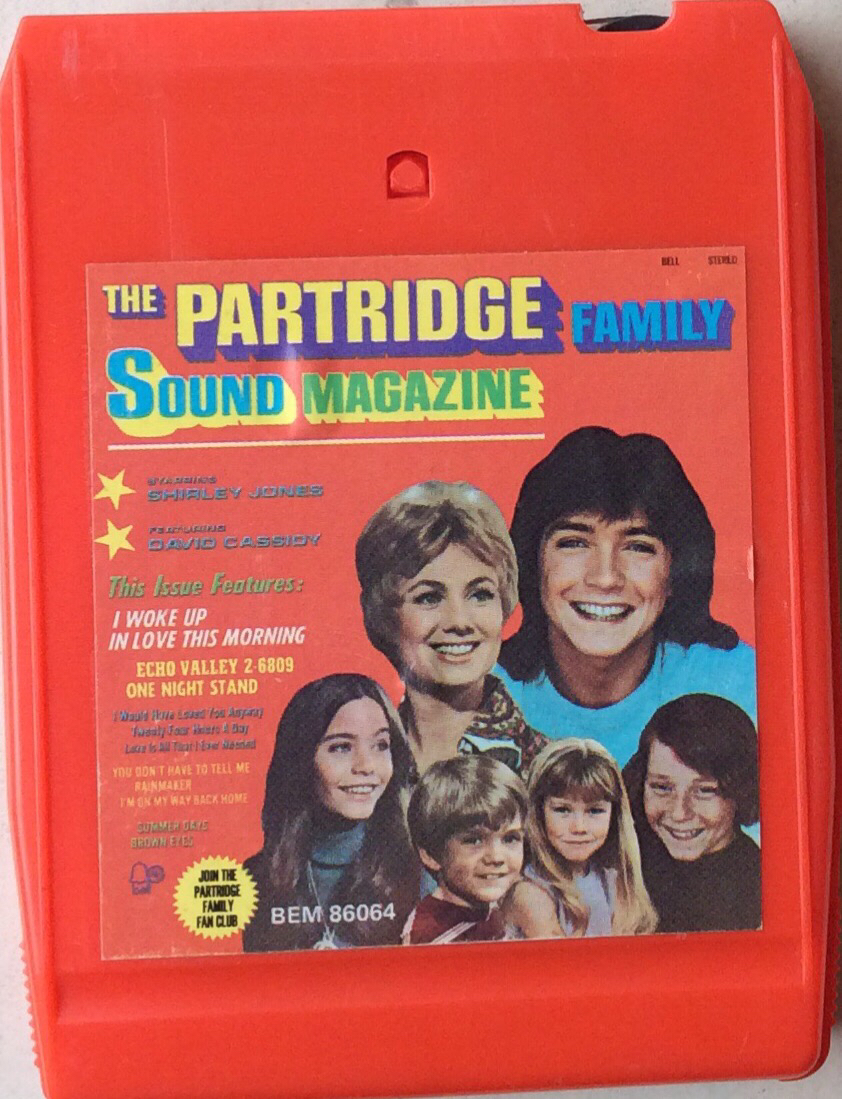 BELL STEREO
THE PARTRIDGE FAMILY
SOUND MAGAZINE
STARRING
SHIRLEY JONES
FEATURING
DAVID CASSIDY
This Issue Features:
I WOKE UP
IN LOVE THIS MORNING
ECHO VALLEY 2-6809
ONE NIGHT STAND
I Would Have Loved You Anyway
Twenty Four Hours A Day
Love Is All That I Ever Needed
YOU DON'T HAVE TO TELL ME
RAINMAKER
I'M ON MY WAY BACK HOME
SUMMER DAYS
BROWN EYES
JOIN THE
PARTRIDGE
FAMILY
FAN CLUB
BEM 86064